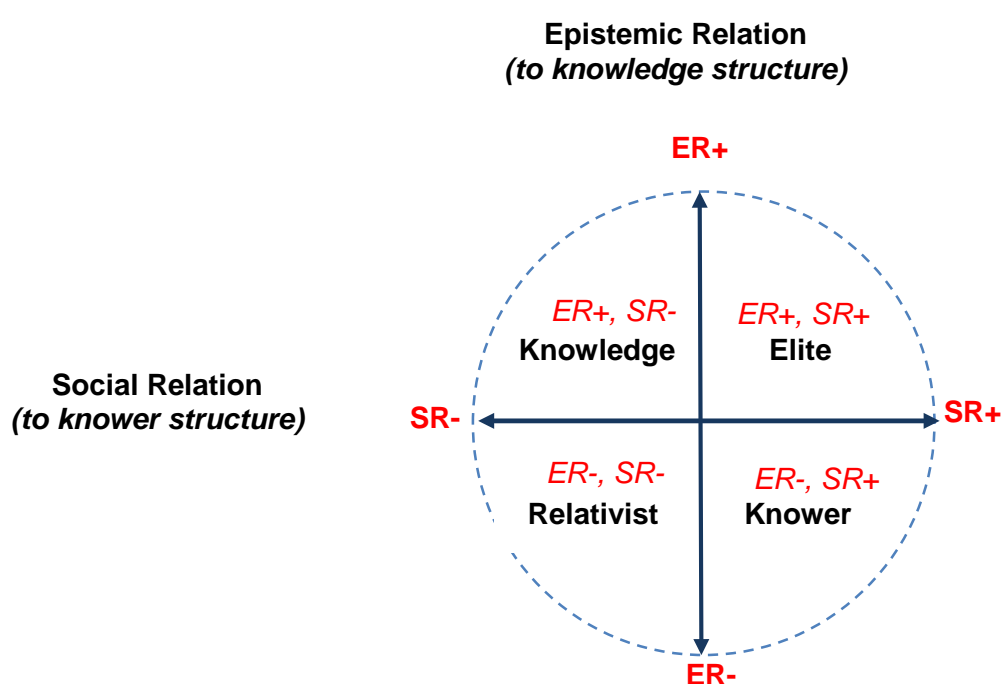 Epistemic Relation
(to knowledge structure)
ER+
ER+, SR-
Knowledge
ER+, SR+
Elite
Social Relation
(to knower structure)
SR-
SR+
ER-, SR-
Relativist
ER-, SR+
Knower
ER-